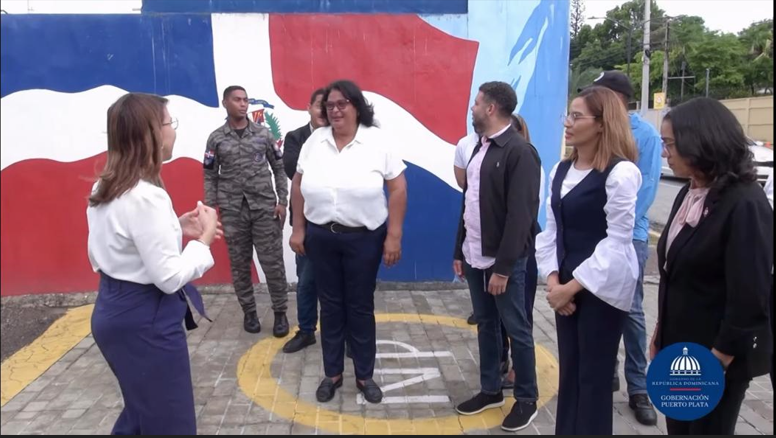 REPÚBLICA DOMINICANA
GOBERNACIÓN
PUERTO PLATA